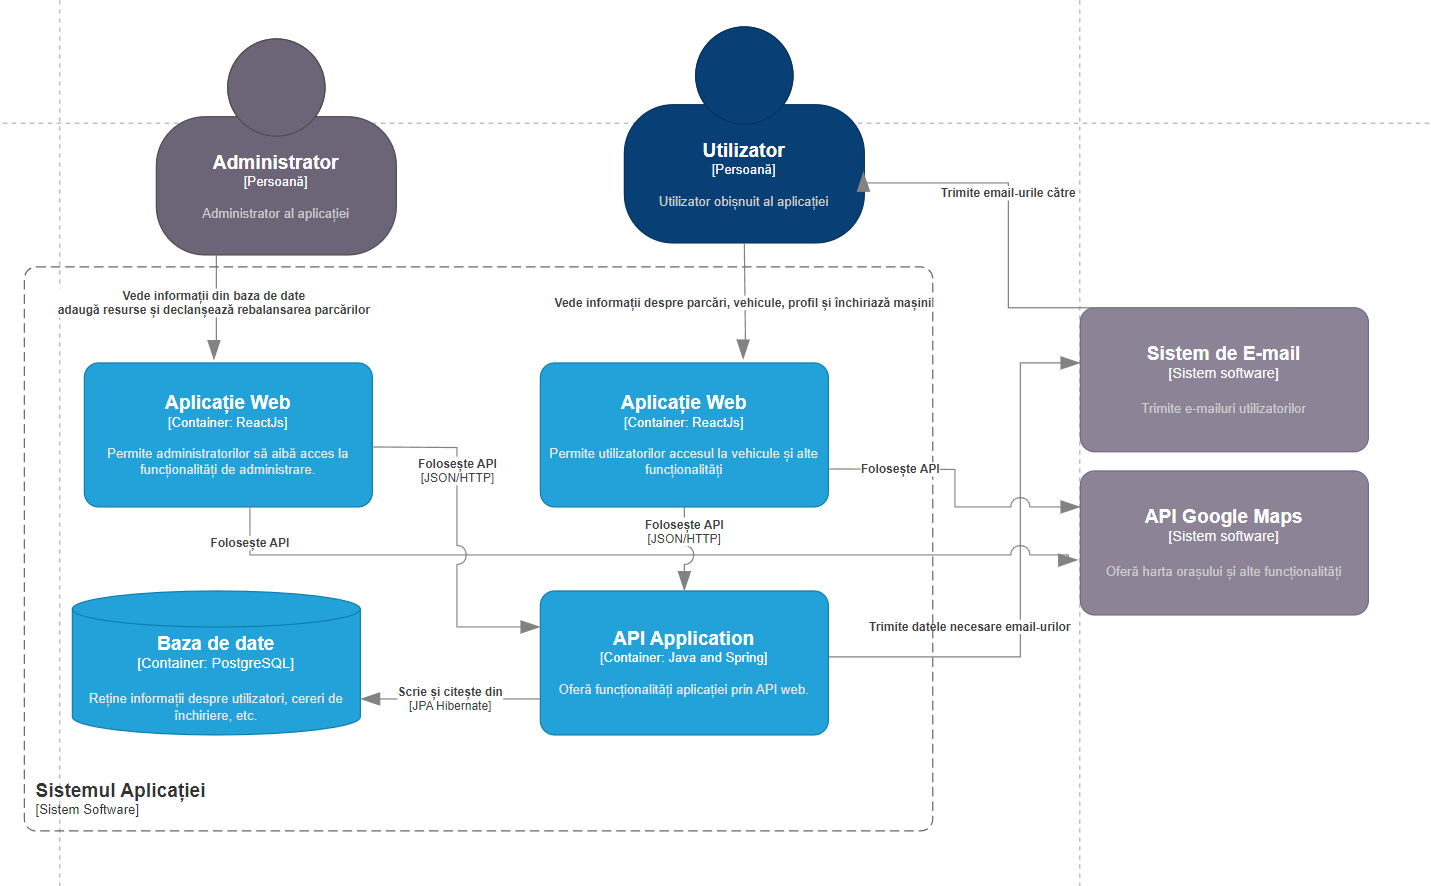 Administrator
[Persoană]
Administrator al aplicației
Utilizator
[Persoană]
Utilizator obișnuit al aplicației
Trimite email-urile către
Vede informații din baza de date
adaugă resurse și declanșează rebalansarea parcărilor
Vede informații despre parcări, vehicule, profil și închiriază mașini
Aplicație Web
[Container: ReactJs]
Permite administratorilor să aibă acces la
funcționalități de administrare.
Aplicație Web
[Container: ReactJs]
Permite utilizatorilor accesul la vehicule și alte
funcționalități
Sistem de E-mail
[Sistem software]
Trimite e-mailuri utilizatorilor
Folosește API
[JSON/HTTP]
Folosește API
API Google Maps
[Sistem software]
Oferă harta orașului și alte funcționalități
Folosește API
Folosește API
[JSON/HTTP]
Baza de date
[Container: PostgreSQL]
Reține informații despre utilizatori, cereri de
închiriere, etc.
Scrie și citește din
[JPA Hibernate]
API Application
[Container: Java and Spring]
Oferă funcționalități aplicației prin API web.
Trimite datele necesare email-urilor
Sistemul Aplicației
[Sistem Software]